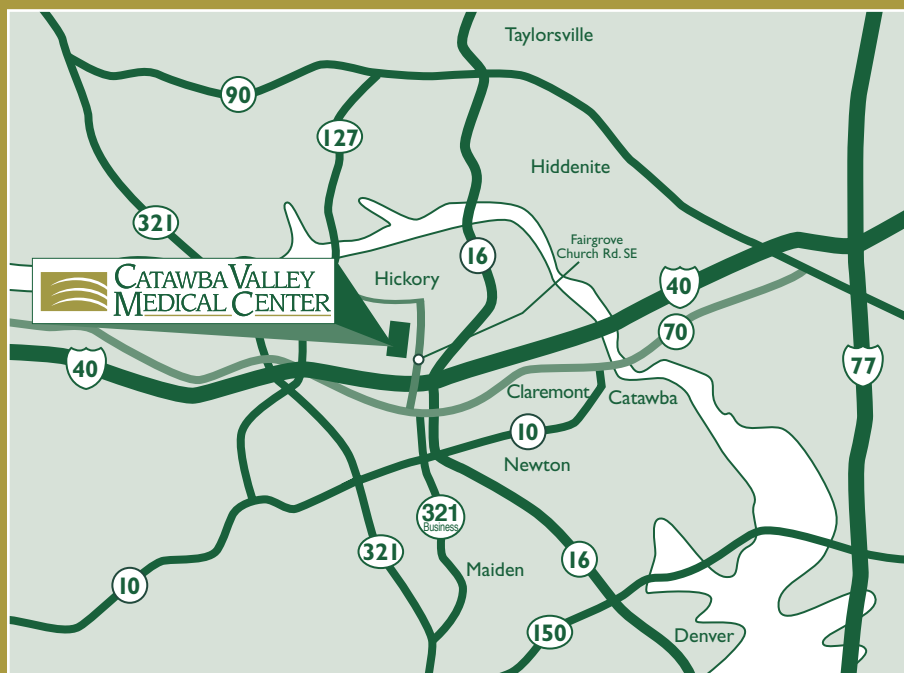 Taylorsville
90
127
Hiddenite
321
16
Fairgrove
Church Rd. SE
CATAWBA VALLEY
MEDICAL CENTER
Hickory
40
70
40
77
Claremont
Catawba
10
Newton
321
Business
321
16
Maiden
10
150
Denver